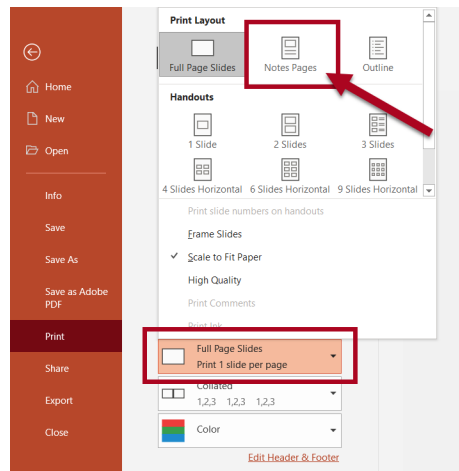 Home
New
Open
Info
Save
Save As
Save as Adobe
PDF
Print
Share
Export
Close
Print Layout
Full Page Slides Notes Pages Outline
Handouts
1 Slide 2 Slides 3 Slides
4 Slides Horizontal 6 Slides Horizontal 9 Slides Horizontal
Print slide numbers on handouts
Frame Slides
Scale to Fit Paper
High Quality
Print Comments
Print Ink
Full Page Slides
Print 1 slide per page
Collated
1,2,3 1,2,3 1,2,3
Color
Edit Header & Footer